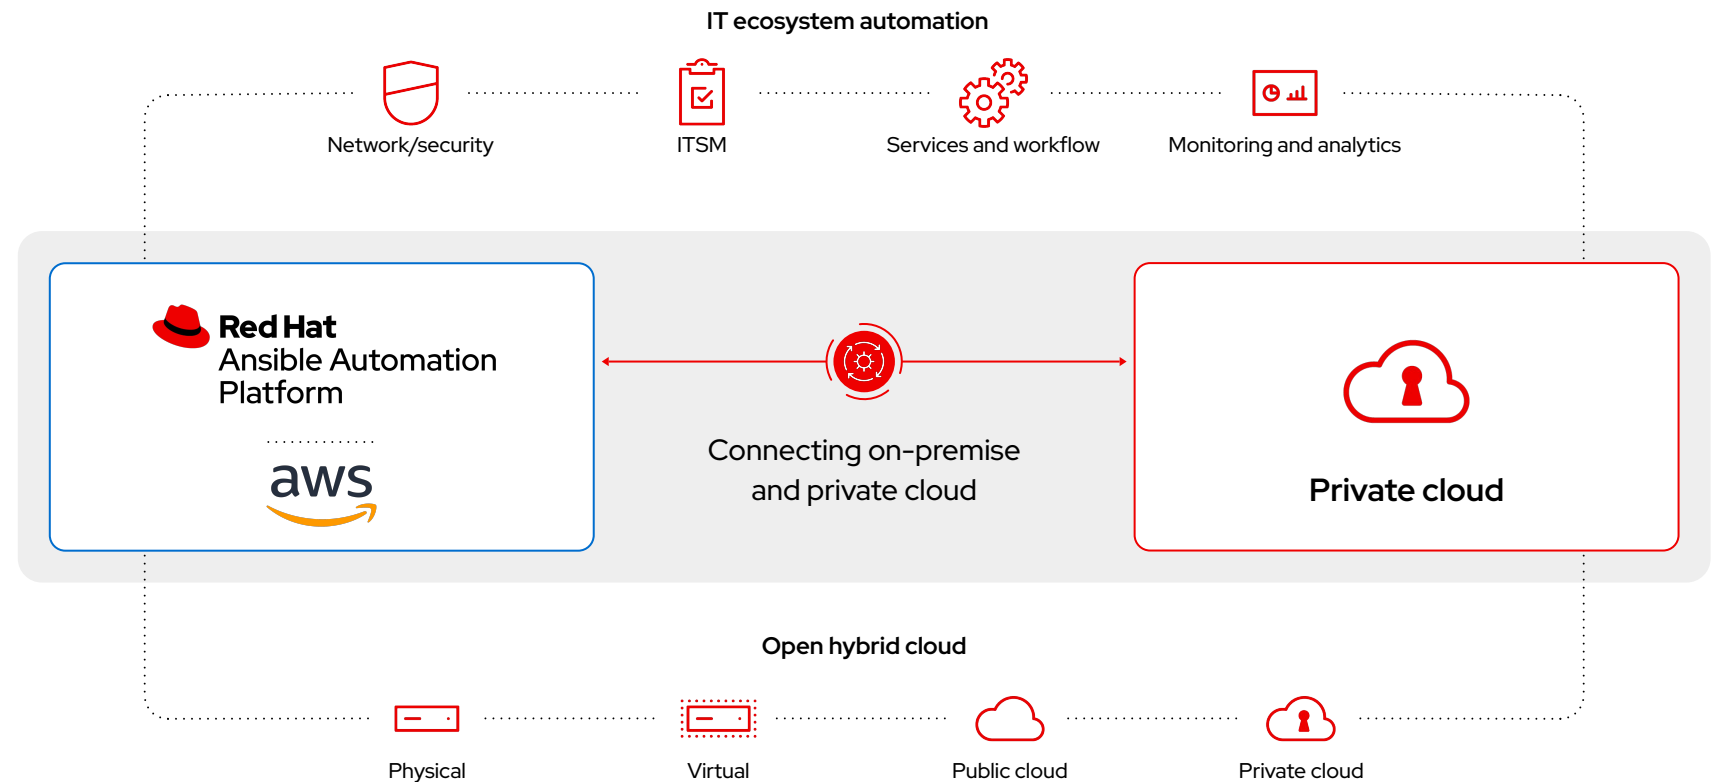 IT ecosystem automation
Network/security
ITSM
Services and workflow
Monitoring and analytics
Red Hat
Ansible Automation
Platform
aws
Connecting on-premise
and private cloud
Private cloud
Open hybrid cloud
Physical
Virtual
Public cloud
Private cloud